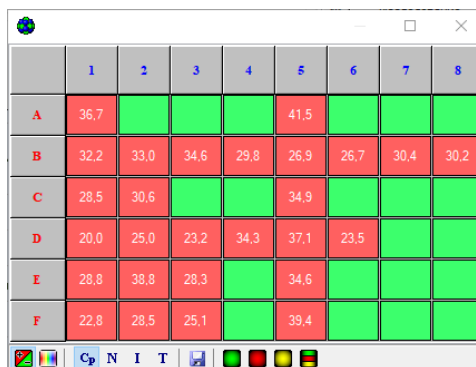 1 2 3 4 5 6 7 8
A 36,7 41,5
B 32,2 33,0 34,6 29,8 26,9 26,7 30,4 30,2
C 28,5 30,6 34,9
D 20,0 25,0 23,2 34,3 37,1 23,5
E 28,8 38,8 28,3 34,6
F 22,8 28,5 25,1 39,4
Cp N I T